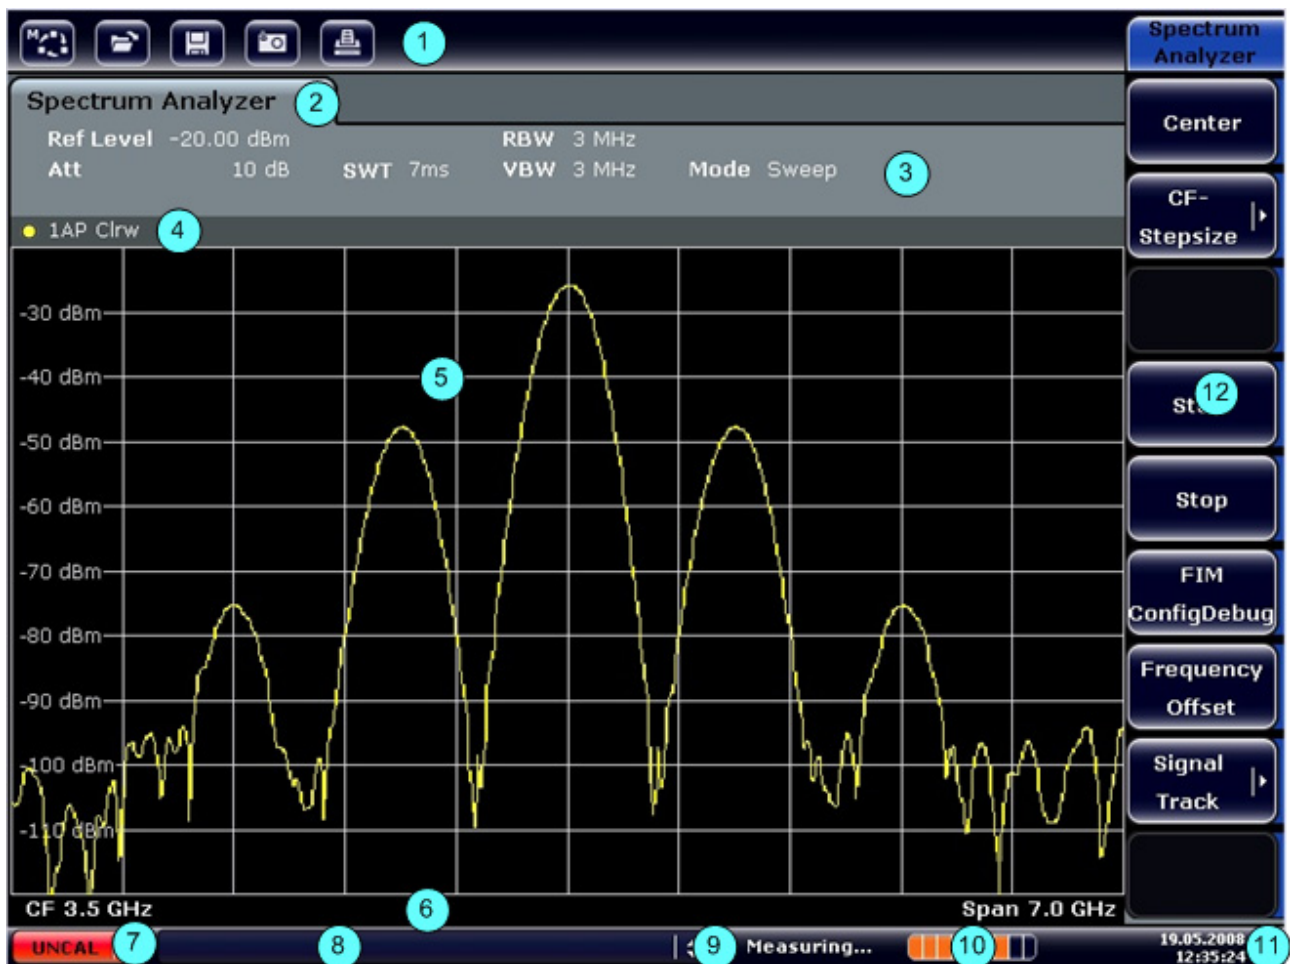 M
1
Spectrum
Analyzer
Spectrum Analyzer 2
Ref Level -20.00 dBm RBW 3 MHz
Att 10 dB SWT 7ms VBW 3 MHz Mode Sweep 3
1AP Clrw 4
-30 dBm
-40 dBm
5
-50 dBm
-60 dBm
-70 dBm
-80 dBm
-90 dBm
-100 dBm
-110 dBm
CF 3.5 GHz 6 Span 7.0 GHz
UNCAL 7 8 9 Measuring... 10 19.05.2008
12:35:24 11
Center
CF-
Stepsize
12
Stop
FIM
ConfigDebug
Frequency
Offset
Signal
Track